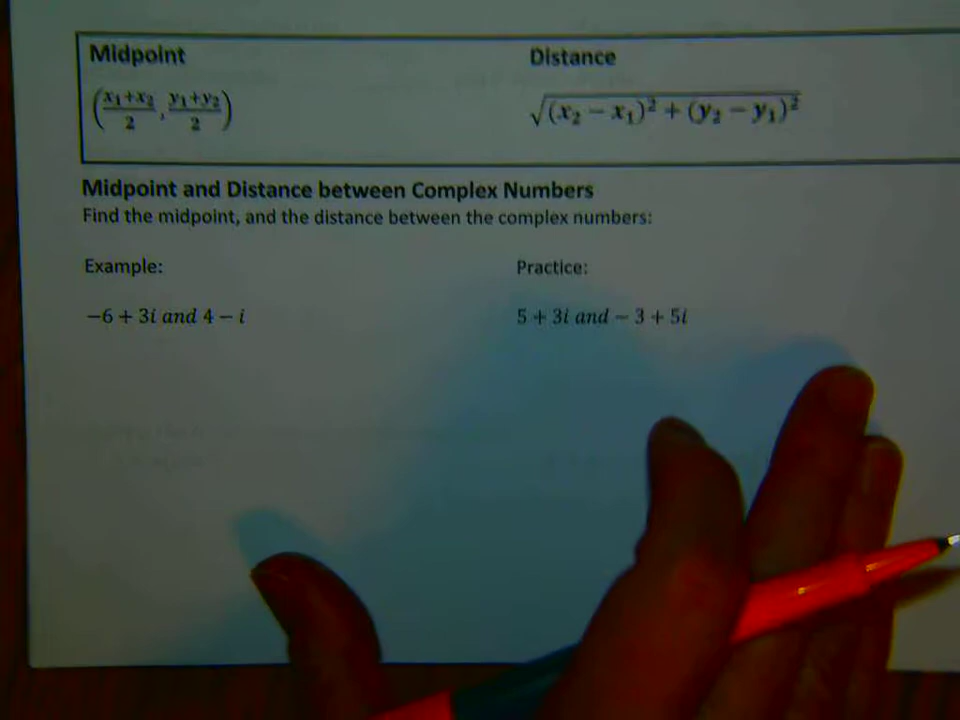 Midpoint Distance
(x₁+x₂/2, y₁+y₂/2) √(x₂ − x₁)² + (y₂ − y₁)²
Midpoint and Distance between Complex Numbers
Find the midpoint, and the distance between the complex numbers:
Example: Practice:
−6 + 3i and 4 − i 5 + 3i and − 3 + 5i